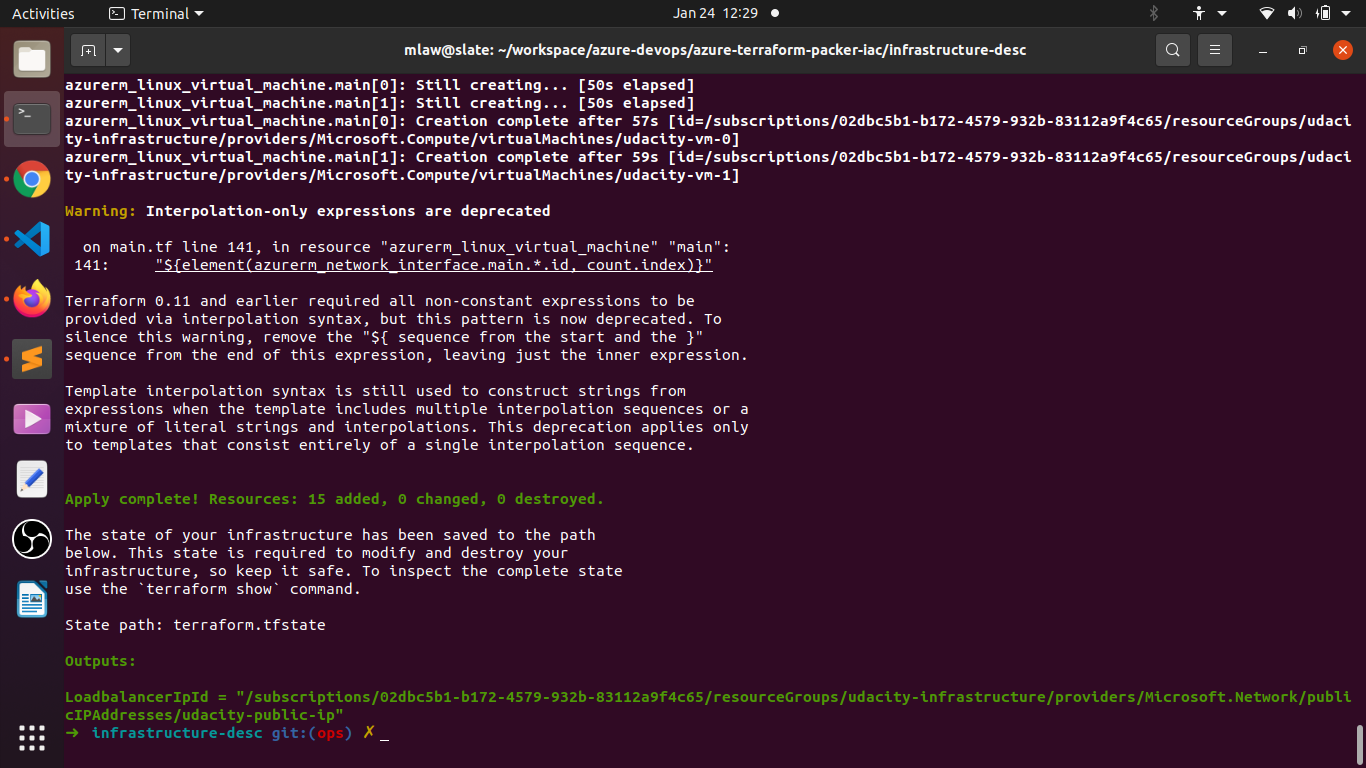 Activities
Terminal
Jan 24 12:29
mlaw@slate: ~/workspace/azure-devops/azure-terraform-packer-iac/infrastructure-desc
azurerm_linux_virtual_machine.main[0]: Still creating... [50s elapsed]
azurerm_linux_virtual_machine.main[1]: Still creating... [50s elapsed]
azurerm_linux_virtual_machine.main[0]: Creation complete after 57s [id=/subscriptions/02dbc5b1-b172-4579-932b-83112a9f4c65/resourceGroups/udaci
ty-infrastructure/providers/Microsoft.Compute/virtualMachines/udacity-vm-0]
azurerm_linux_virtual_machine.main[1]: Creation complete after 59s [id=/subscriptions/02dbc5b1-b172-4579-932b-83112a9f4c65/resourceGroups/udaci
ty-infrastructure/providers/Microsoft.Compute/virtualMachines/udacity-vm-1]
Warning: Interpolation-only expressions are deprecated
on main.tf line 141, in resource "azurerm_linux_virtual_machine" "main":
141: "${element(azurerm_network_interface.main.*.id, count.index)}"
Terraform 0.11 and earlier required all non-constant expressions to be
provided via interpolation syntax, but this pattern is now deprecated. To
silence this warning, remove the "${ sequence from the start and the }"
sequence from the end of this expression, leaving just the inner expression.
Template interpolation syntax is still used to construct strings from
expressions when the template includes multiple interpolation sequences or a
mixture of literal strings and interpolations. This deprecation applies only
to templates that consist entirely of a single interpolation sequence.
Apply complete! Resources: 15 added, 0 changed, 0 destroyed.
The state of your infrastructure has been saved to the path
below. This state is required to modify and destroy your
infrastructure, so keep it safe. To inspect the complete state
use the `terraform show` command.
State path: terraform.tfstate
Outputs:
LoadbalancerIpId = "/subscriptions/02dbc5b1-b172-4579-932b-83112a9f4c65/resourceGroups/udacity-infrastructure/providers/Microsoft.Network/publi
cIPAddresses/udacity-public-ip"
➜ infrastructure-desc git:(ops) ✗ _